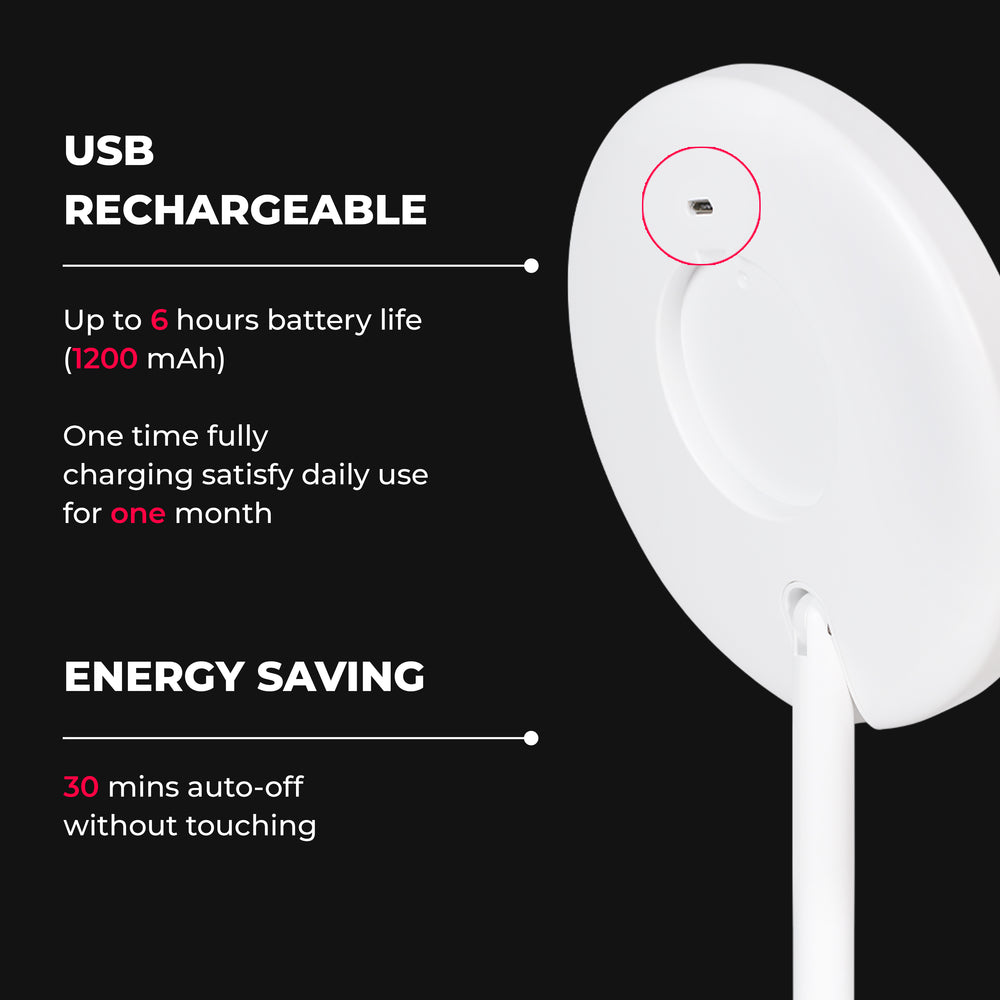 USB
RECHARGEABLE
Up to 6 hours battery life
(1200 mAh)
One time fully
charging satisfy daily use
for one month
ENERGY SAVING
30 mins auto-off
without touching